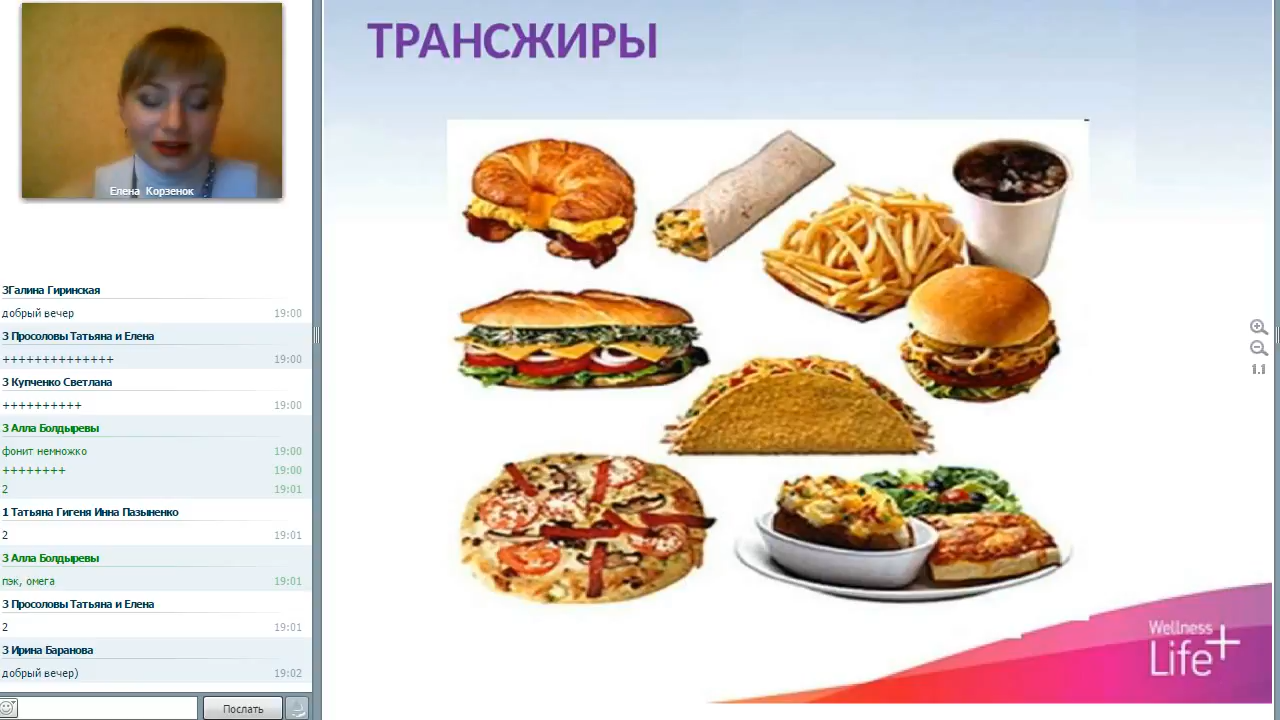 ТРАНСЖИРЫ
Елена Корзенок
3Галина Гиринская
добрый вечер 19:00
3 Просоловы Татьяна и Елена
++++++++++++++ 19:00
3 Купченко Светлана
++++++++++ 19:00
3 Алла Болдыревы
фонит немножко 19:00
++++++++ 19:00
2 19:01
1 Татьяна Гигеня Инна Пазыненко
2 19:01
3 Алла Болдыревы
пэк, омега 19:01
3 Просоловы Татьяна и Елена
2 19:01
3 Ирина Баранова
добрый вечер) 19:02
Послать
1.1
Wellness
Life+